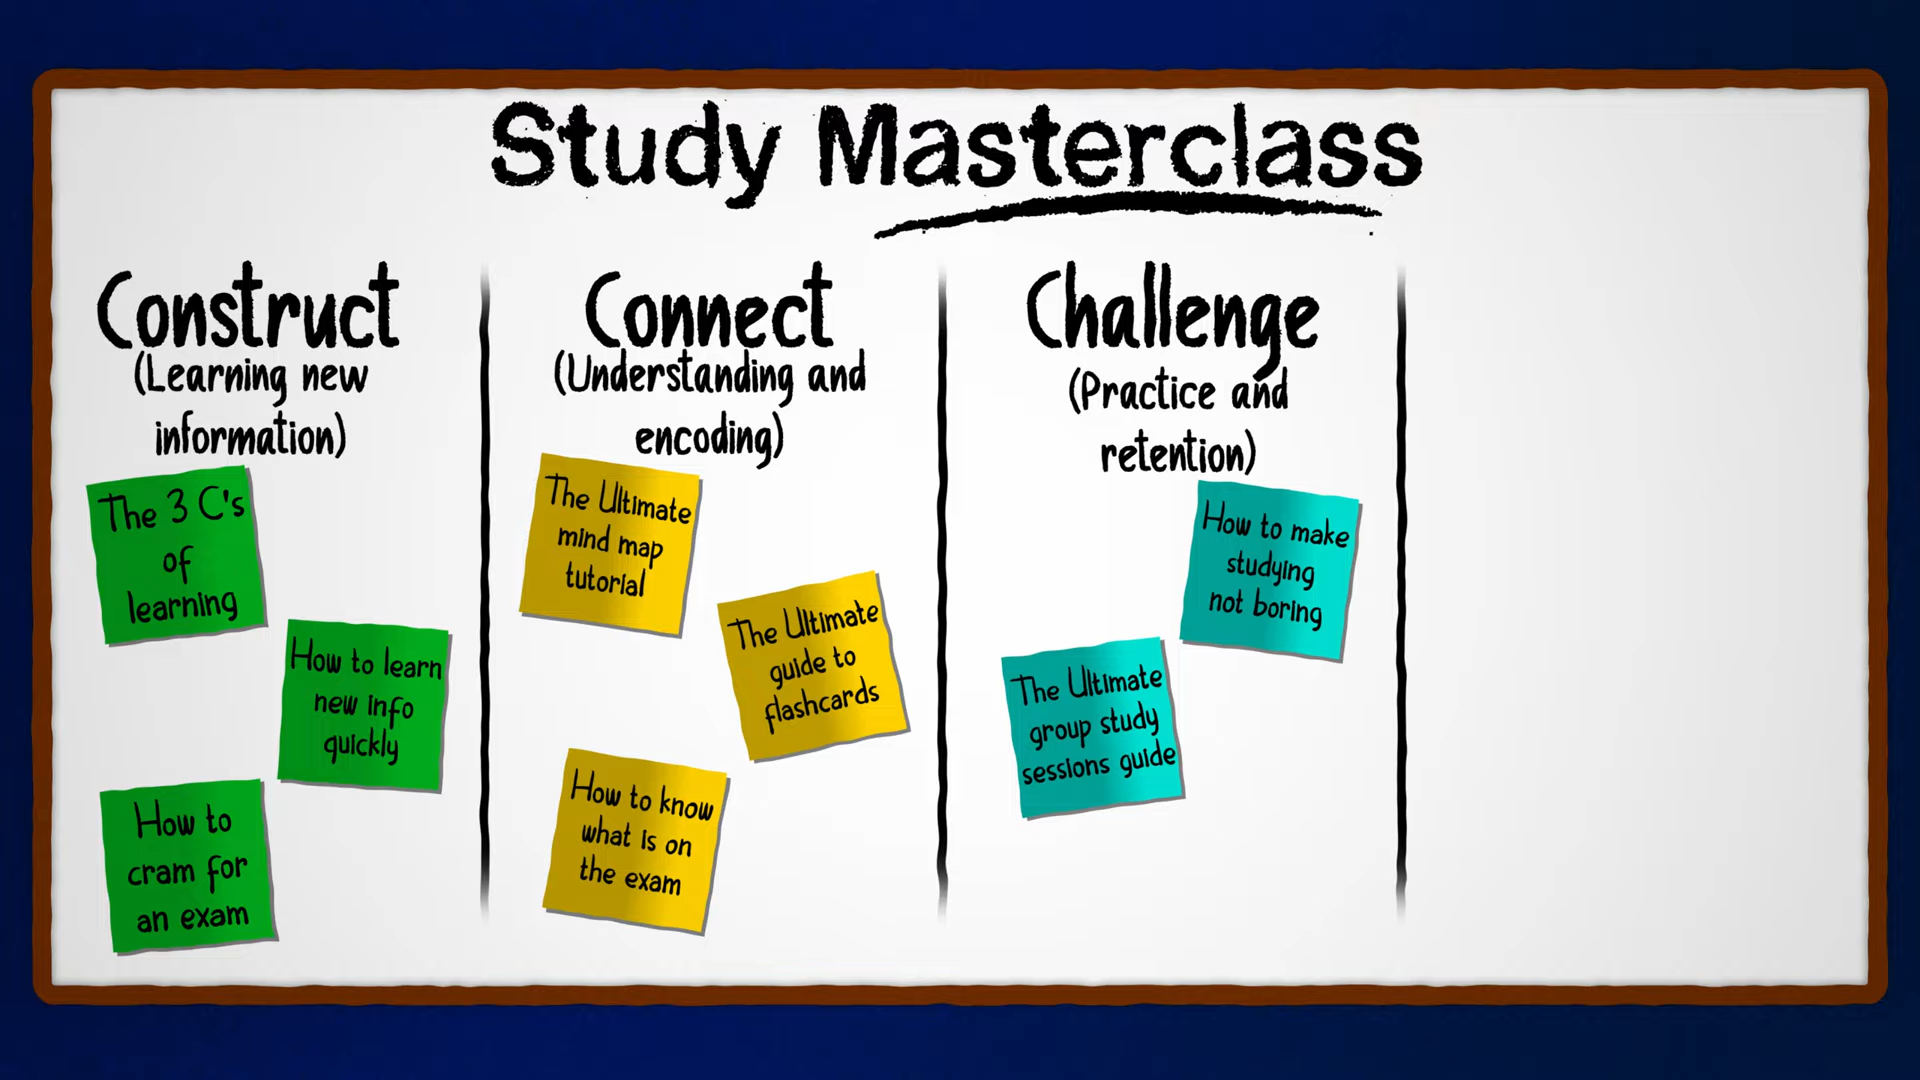 Study Masterclass
Construct
(Learning new
information)
The 3 C's
of
learning
How to learn
new info
quickly
How to
cram for
an exam
Connect
(Understanding and
encoding)
The Ultimate
mind map
tutorial
The Ultimate
guide to
flashcards
How to know
what is on
the exam
Challenge
(Practice and
retention)
How to make
studying
not boring
The Ultimate
group study
sessions guide